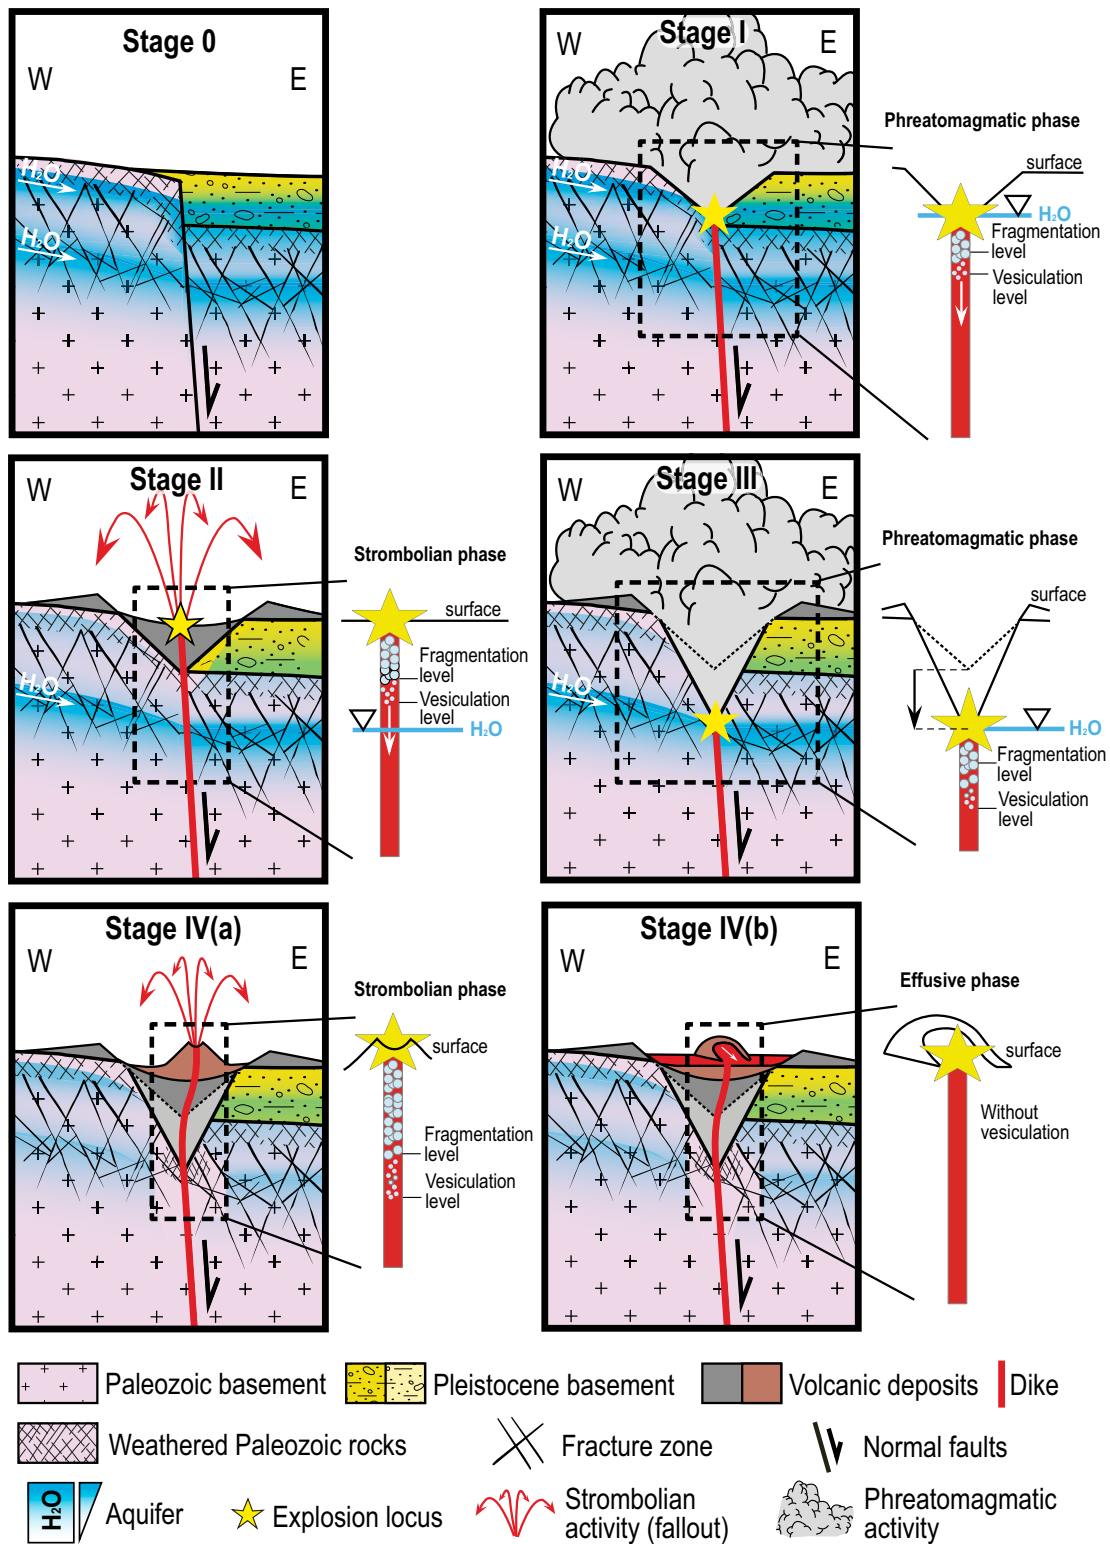 Stage 0
W
E
H₂O
H₂O
Stage I
W
E
H₂O
H₂O
Phreatomagmatic phase
surface
H₂O
Fragmentation
level
Vesiculation
level
Stage II
W
E
H₂O
Strombolian phase
surface
Fragmentation
level
Vesiculation
level
H₂O
Stage III
W
E
H₂O
Phreatomagmatic phase
surface
H₂O
Fragmentation
level
Vesiculation
level
Stage IV(a)
W
E
Strombolian phase
surface
Fragmentation
level
Vesiculation
level
Stage IV(b)
W
E
Effusive phase
surface
Without
vesiculation
Paleozoic basement
Pleistocene basement
Volcanic deposits
Dike
Weathered Paleozoic rocks
Fracture zone
Normal faults
H₂O
Aquifer
Explosion locus
Strombolian
activity (fallout)
Phreatomagmatic
activity